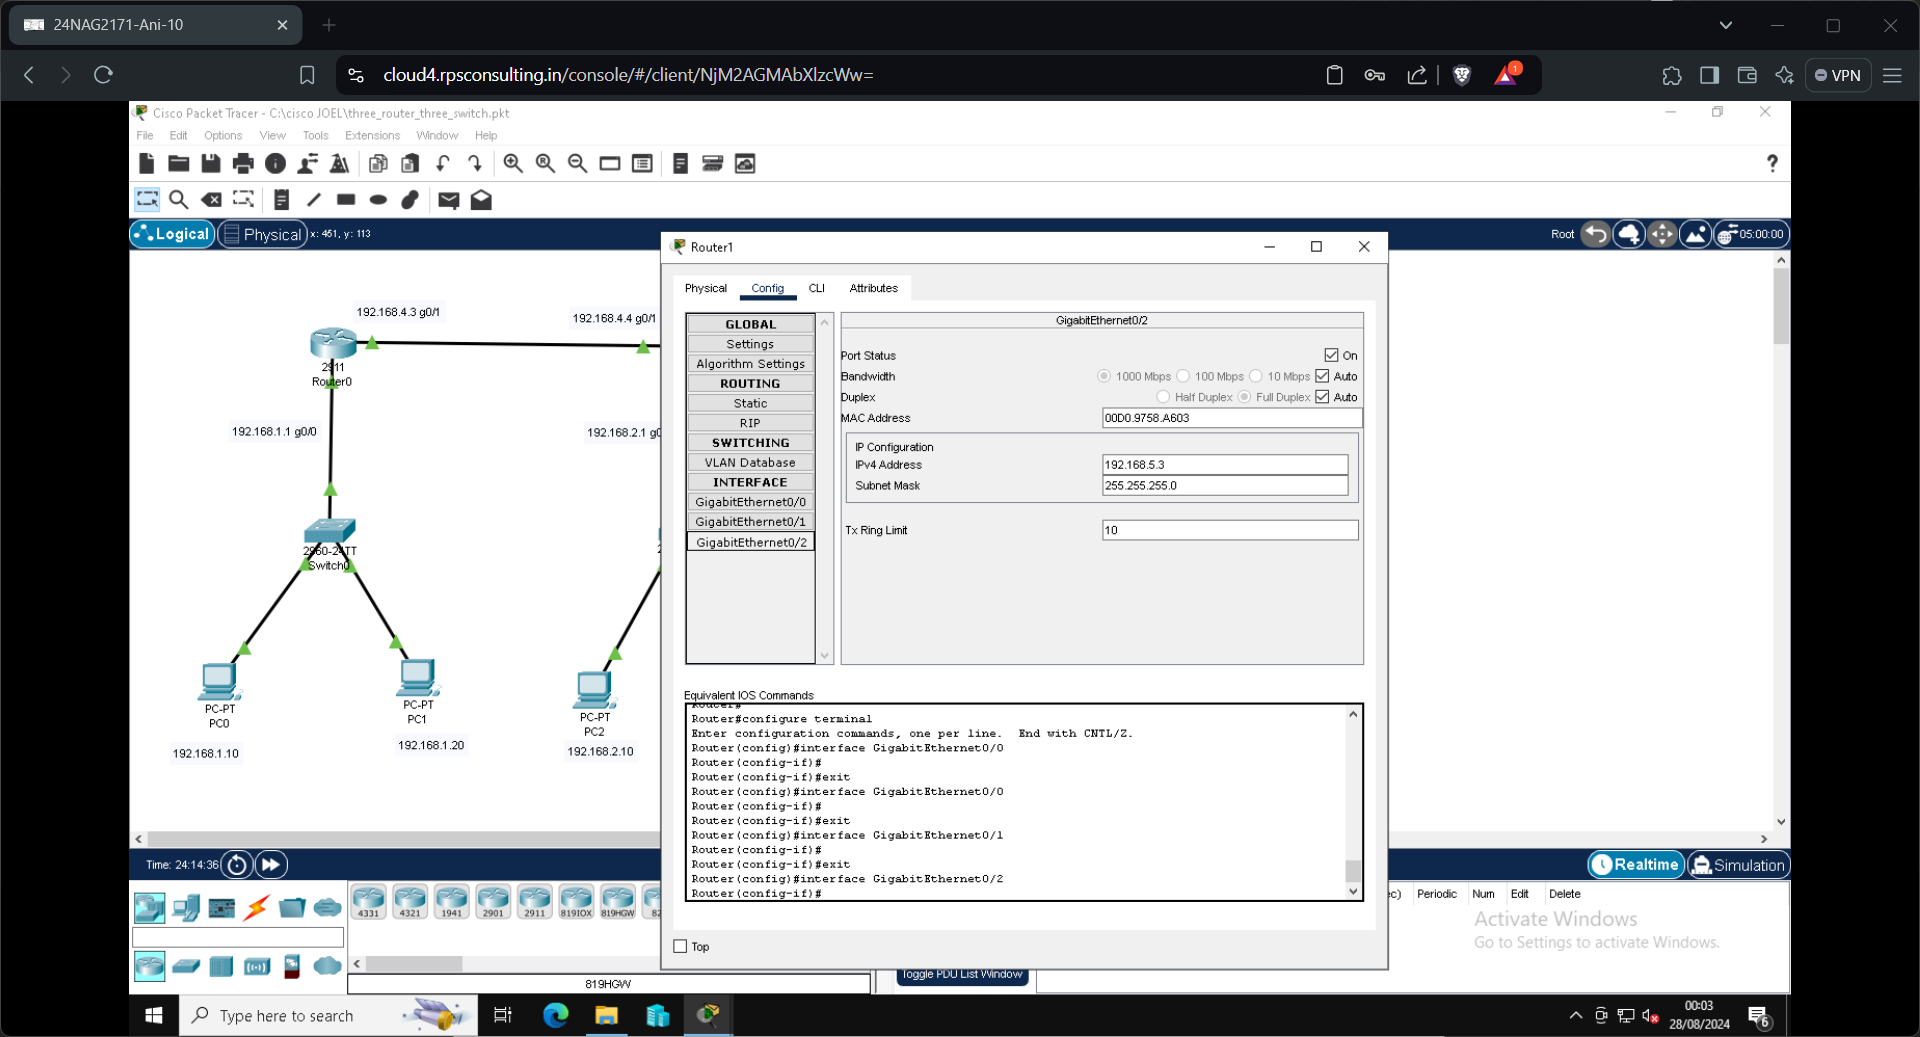 24NAG2171-Ani-10
cloud4.rpsconsulting.in/console/#/client/NjM2AGMAbXlzcWw=
1
VPN
Cisco Packet Tracer - C:\cisco JOEL\three_router_three_switch.pkt
File Edit Options View Tools Extensions Window Help
?
Logical Physical x: 451, y: 113
Root 05:00:00
192.168.4.3 g0/1
192.168.4.4 g0/1
2911
Router0
192.168.1.1 g0/0
192.168.2.1 g0
2960-24TT
Switch0
PC-PT
PC0
192.168.1.10
PC-PT
PC1
192.168.1.20
PC-PT
PC2
192.168.2.10
Router1
Physical Config CLI Attributes
GLOBAL
Settings
Algorithm Settings
ROUTING
Static
RIP
SWITCHING
VLAN Database
INTERFACE
GigabitEthernet0/0
GigabitEthernet0/1
GigabitEthernet0/2
GigabitEthernet0/2
Port Status On
Bandwidth 1000 Mbps 100 Mbps 10 Mbps Auto
Duplex Half Duplex Full Duplex Auto
MAC Address 00D0.9758.A603
IP Configuration
IPv4 Address 192.168.5.3
Subnet Mask 255.255.255.0
Tx Ring Limit 10
Equivalent IOS Commands
Router#
Router#configure terminal
Enter configuration commands, one per line. End with CNTL/Z.
Router(config)#interface GigabitEthernet0/0
Router(config-if)#
Router(config-if)#exit
Router(config)#interface GigabitEthernet0/0
Router(config-if)#
Router(config-if)#exit
Router(config)#interface GigabitEthernet0/1
Router(config-if)#
Router(config-if)#exit
Router(config)#interface GigabitEthernet0/2
Router(config-if)#
Top
Time: 24:14:36
Realtime Simulation
4331 4321 1941 2901 2911 819IOX 819HGW 82
819HGW
Periodic Num Edit Delete
Toggle PDU List Window
Activate Windows
Go to Settings to activate Windows.
Type here to search
00:03
28/08/2024
6